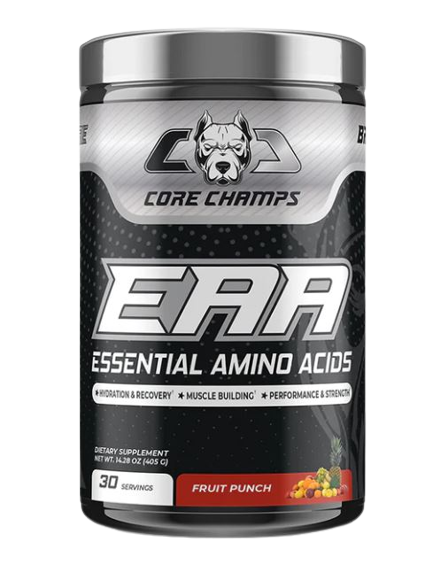 CORE CHAMPS
EAA
ESSENTIAL AMINO ACIDS
★HYDRATION & RECOVERY† ★ MUSCLE BUILDING† ★ PERFORMANCE & STRENGTH
DIETARY SUPPLEMENT
NET WT. 14.28 OZ (405 G)
30 SERVINGS
FRUIT PUNCH